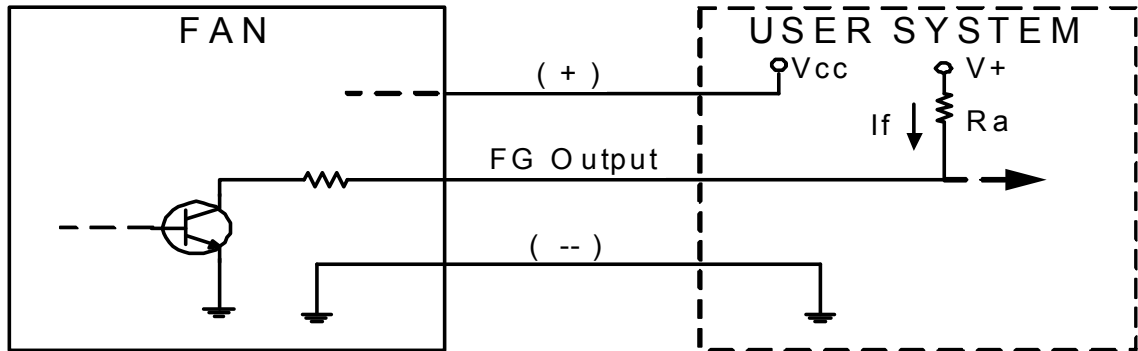 FAN
USER SYSTEM
( + )
Vcc
V+
If
Ra
FG Output
( -- )